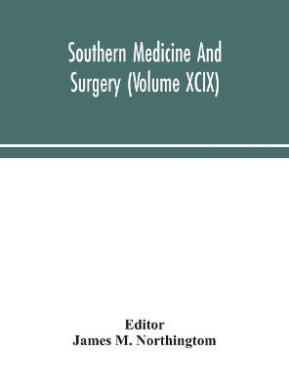 Southern Medicine And
Surgery (Volume XCIX)
Editor
James M. Northingtom